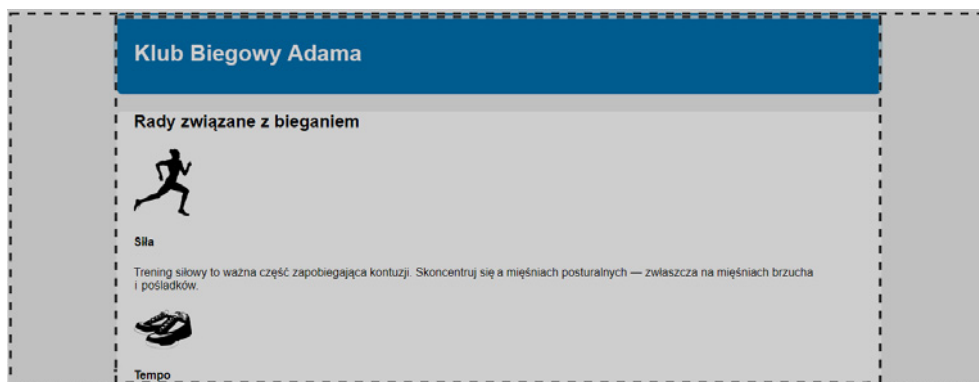 Klub Biegowy Adama
Rady związane z bieganiem
Siła
Trening siłowy to ważna część zapobiegająca kontuzji. Skoncentruj się a mięśniach posturalnych — zwłaszcza na mięśniach brzucha
i pośladków.
Tempo